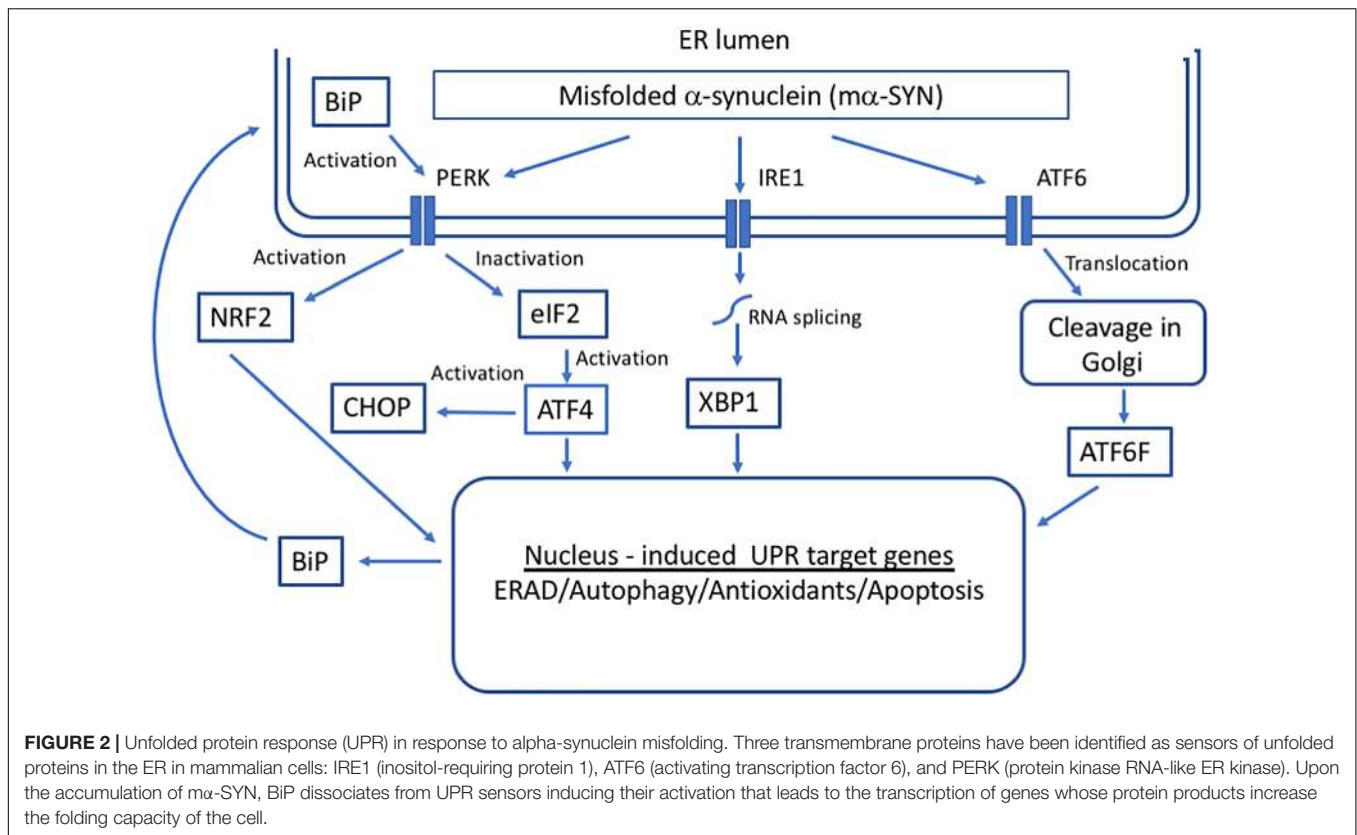 ER lumen
BiP
Misfolded α-synuclein (mα-SYN)
Activation
PERK
IRE1
ATF6
Activation
Inactivation
Translocation
NRF2
eIF2
RNA splicing
Cleavage in
Golgi
Activation
Activation
CHOP
ATF4
XBP1
ATF6F
BiP
Nucleus - induced UPR target genes
ERAD/Autophagy/Antioxidants/Apoptosis
FIGURE 2 | Unfolded protein response (UPR) in response to alpha-synuclein misfolding. Three transmembrane proteins have been identified as sensors of unfolded
proteins in the ER in mammalian cells: IRE1 (inositol-requiring protein 1), ATF6 (activating transcription factor 6), and PERK (protein kinase RNA-like ER kinase). Upon
the accumulation of mα-SYN, BiP dissociates from UPR sensors inducing their activation that leads to the transcription of genes whose protein products increase
the folding capacity of the cell.